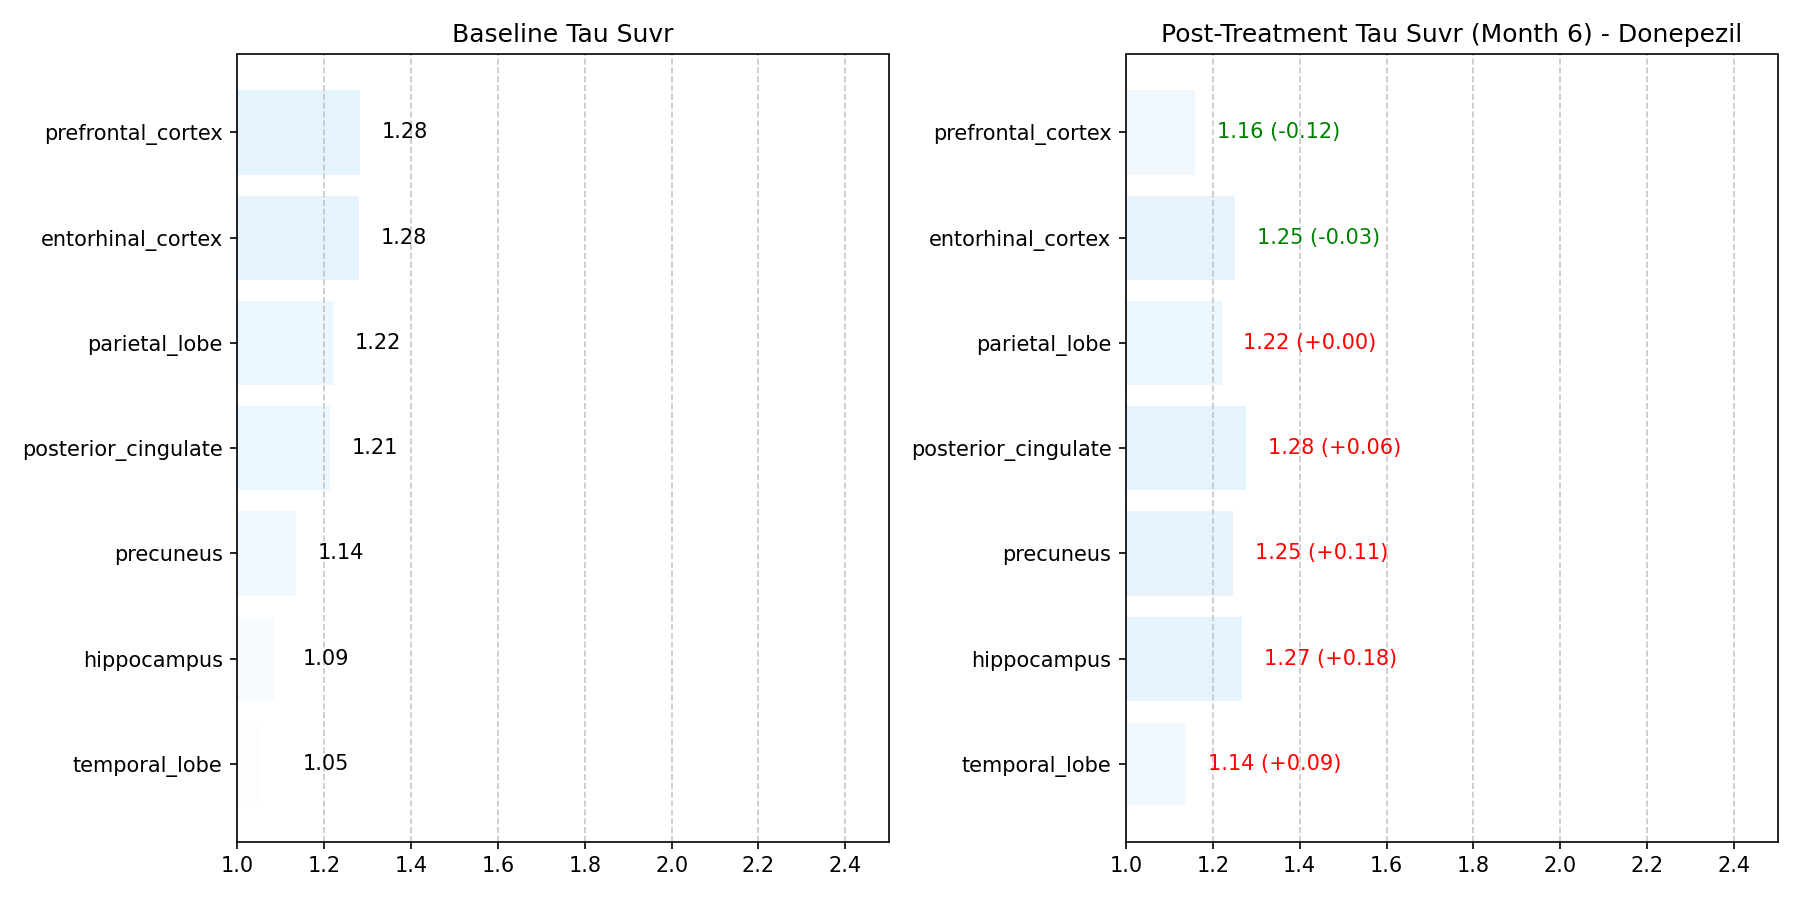 Baseline Tau Suvr
prefrontal_cortex 1.28
entorhinal_cortex 1.28
parietal_lobe 1.22
posterior_cingulate 1.21
precuneus 1.14
hippocampus 1.09
temporal_lobe 1.05
1.0 1.2 1.4 1.6 1.8 2.0 2.2 2.4
Post-Treatment Tau Suvr (Month 6) - Donepezil
prefrontal_cortex 1.16 (-0.12)
entorhinal_cortex 1.25 (-0.03)
parietal_lobe 1.22 (+0.00)
posterior_cingulate 1.28 (+0.06)
precuneus 1.25 (+0.11)
hippocampus 1.27 (+0.18)
temporal_lobe 1.14 (+0.09)
1.0 1.2 1.4 1.6 1.8 2.0 2.2 2.4